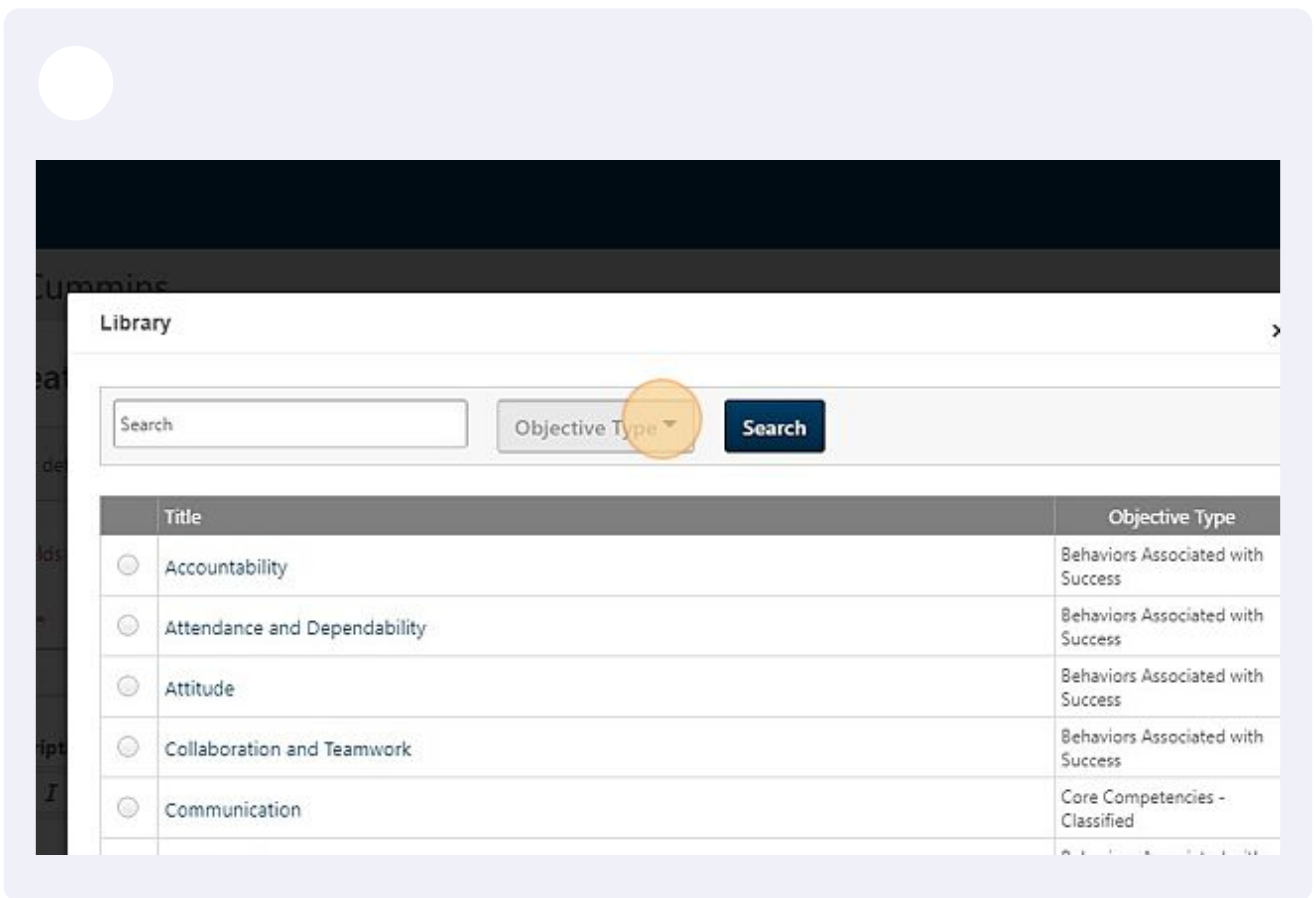 Cummins
Library
×
Search
Objective Type
Search
Title
Objective Type
Accountability
Behaviors Associated with
Success
Attendance and Dependability
Behaviors Associated with
Success
Attitude
Behaviors Associated with
Success
Collaboration and Teamwork
Behaviors Associated with
Success
I
Communication
Core Competencies -
Classified